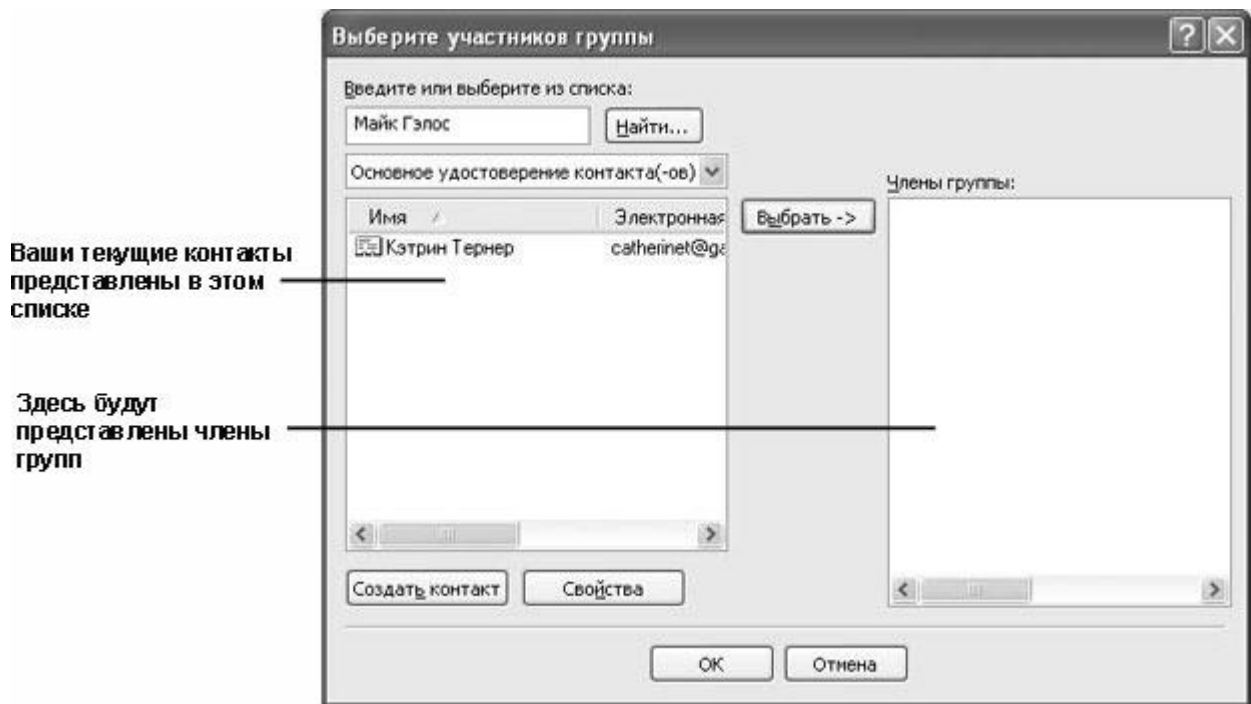 Выберите участников группы
Введите или выберите из списка:
Майк Гэлос
Найти...
Основное удостоверение контакта(-ов)
Члены группы:
Имя
Электронная
Выбрать ->
Кэтрин Тернер
catherinet@ga
Ваши текущие контакты
представлены в этом
списке
Здесь будут
представлены члены
групп
Создать контакт
Свойства
ОК
Отмена